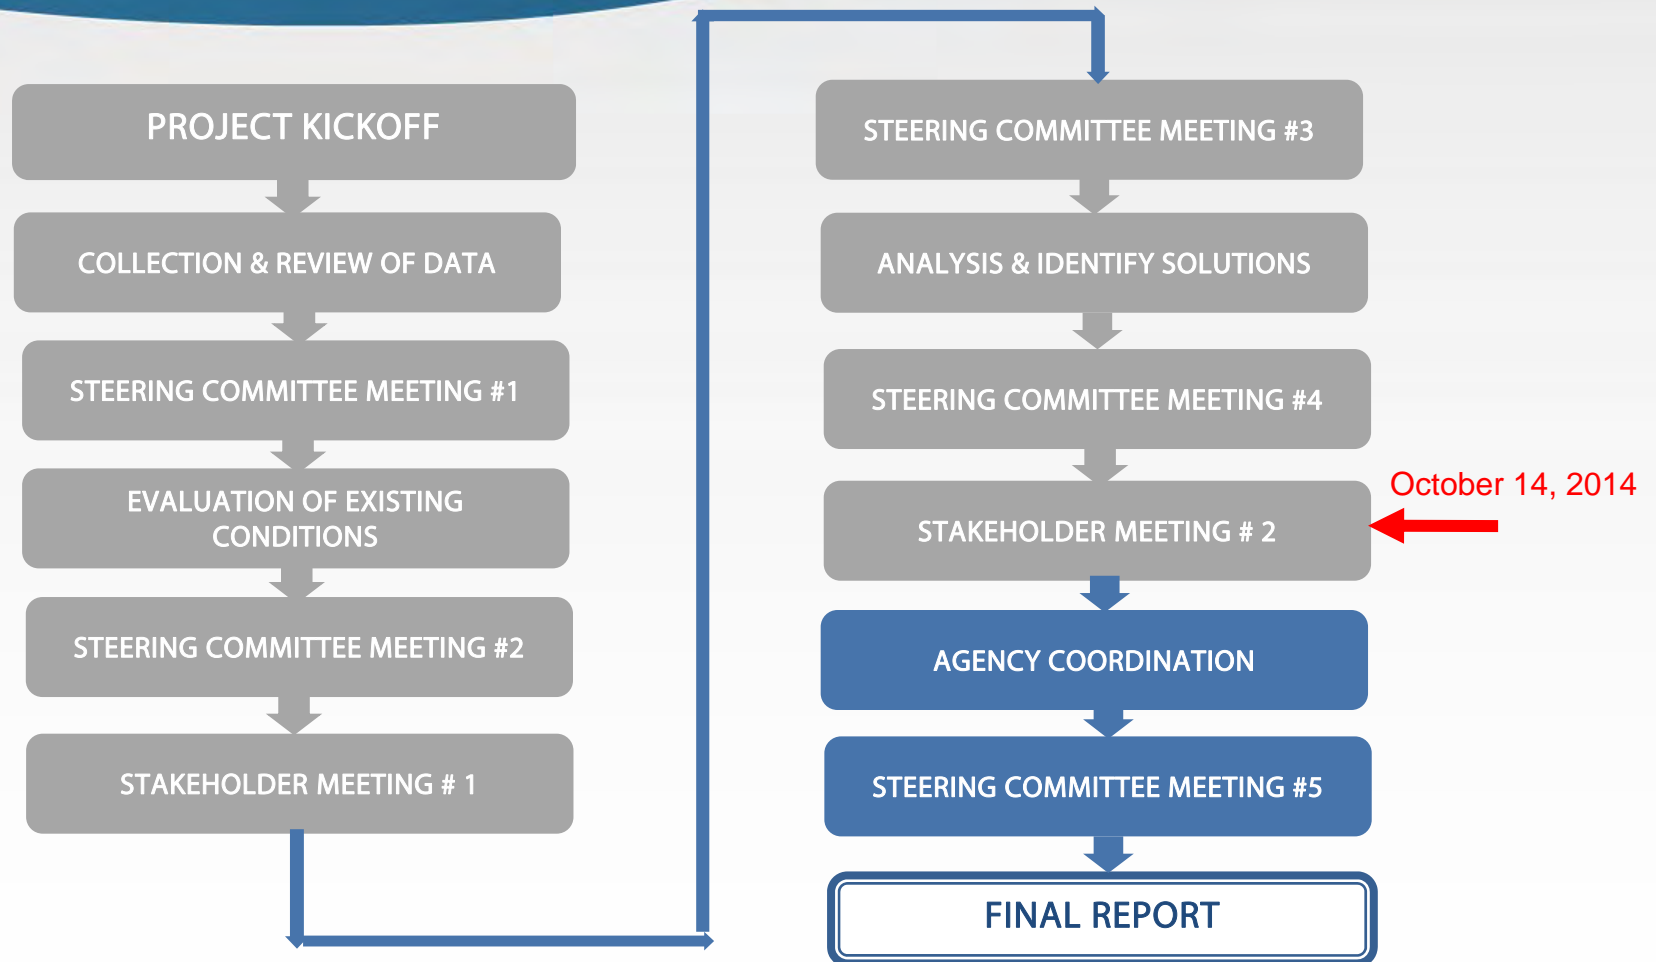 PROJECT KICKOFF
COLLECTION & REVIEW OF DATA
STEERING COMMITTEE MEETING #1
EVALUATION OF EXISTING
CONDITIONS
STEERING COMMITTEE MEETING #2
STAKEHOLDER MEETING # 1
STEERING COMMITTEE MEETING #3
ANALYSIS & IDENTIFY SOLUTIONS
STEERING COMMITTEE MEETING #4
STAKEHOLDER MEETING # 2
October 14, 2014
AGENCY COORDINATION
STEERING COMMITTEE MEETING #5
FINAL REPORT